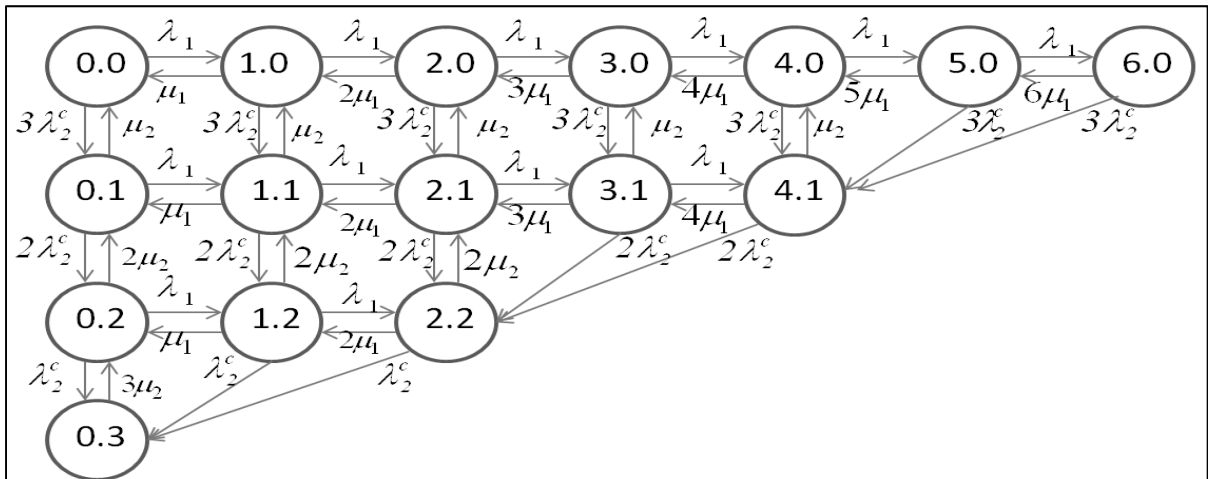 λ₁ λ₁ λ₁ λ₁ λ₁ λ₁
0.0 1.0 2.0 3.0 4.0 5.0 6.0
μ₁ 2μ₁ 3μ₁ 4μ₁ 5μ₁ 6μ₁
3λ₂ᶜ μ₂ 3λ₂ᶜ μ₂ 3λ₂ᶜ μ₂ 3λ₂ᶜ μ₂ 3λ₂ᶜ μ₂ 3λ₂ᶜ 3λ₂ᶜ
λ₁ λ₁ λ₁ λ₁
0.1 1.1 2.1 3.1 4.1
μ₁ 2μ₁ 3μ₁ 4μ₁
2λ₂ᶜ 2μ₂ 2λ₂ᶜ 2μ₂ 2λ₂ᶜ 2μ₂ 2λ₂ᶜ 2λ₂ᶜ
λ₁ λ₁
0.2 1.2 2.2
μ₁ 2μ₁
λ₂ᶜ 3μ₂ λ₂ᶜ λ₂ᶜ
0.3